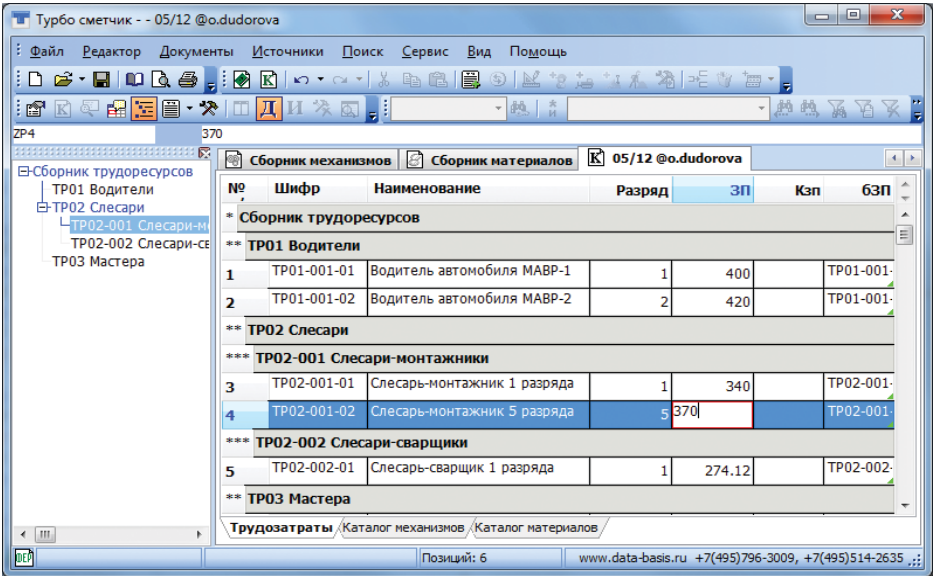 Турбо сметчик - - 05/12 @o.dudorova
Файл Редактор Документы Источники Поиск Сервис Вид Помощь
ZP4 370
Сборник трудоресурсов
ТР01 Водители
ТР02 Слесари
ТР02-001 Слесари-м
ТР02-002 Слесари-св
ТР03 Мастера
Сборник механизмов Сборник материалов 05/12 @o.dudorova
№ Шифр Наименование Разряд ЗП Кзп бЗП
* Сборник трудоресурсов
** ТР01 Водители
1 ТР01-001-01 Водитель автомобиля МАВР-1 1 400 ТР01-001-
2 ТР01-001-02 Водитель автомобиля МАВР-2 2 420 ТР01-001-
** ТР02 Слесари
*** ТР02-001 Слесари-монтажники
3 ТР02-001-01 Слесарь-монтажник 1 разряда 1 340 ТР02-001-
4 ТР02-001-02 Слесарь-монтажник 5 разряда 5 370 ТР02-001-
*** ТР02-002 Слесари-сварщики
5 ТР02-002-01 Слесарь-сварщик 1 разряда 1 274.12 ТР02-002-
** ТР03 Мастера
Трудозатраты Каталог механизмов Каталог материалов
Позиций: 6 www.data-basis.ru +7(495)796-3009, +7(495)514-2635